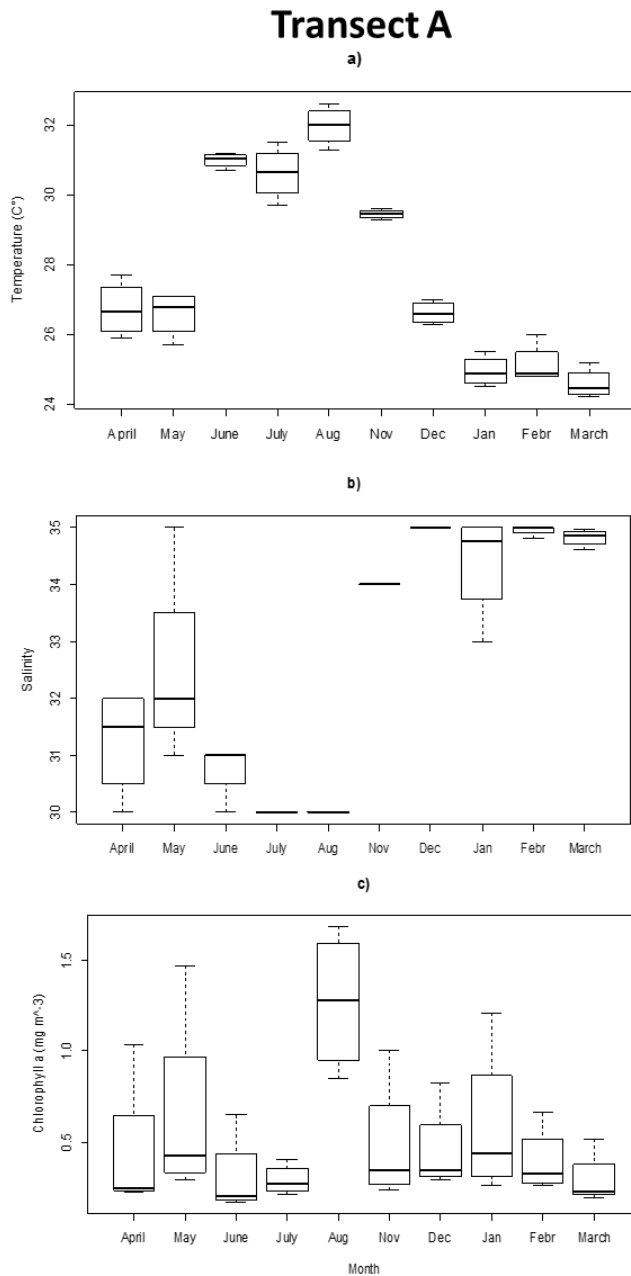 Transect A
a)
Temperature (C°)
32
30
28
26
24
April May June July Aug Nov Dec Jan Febr March
b)
Salinity
35
34
33
32
31
30
April May June July Aug Nov Dec Jan Febr March
c)
Chlorophyll a (mg m^-3)
1.5
1.0
0.5
April May June July Aug Nov Dec Jan Febr March
Month